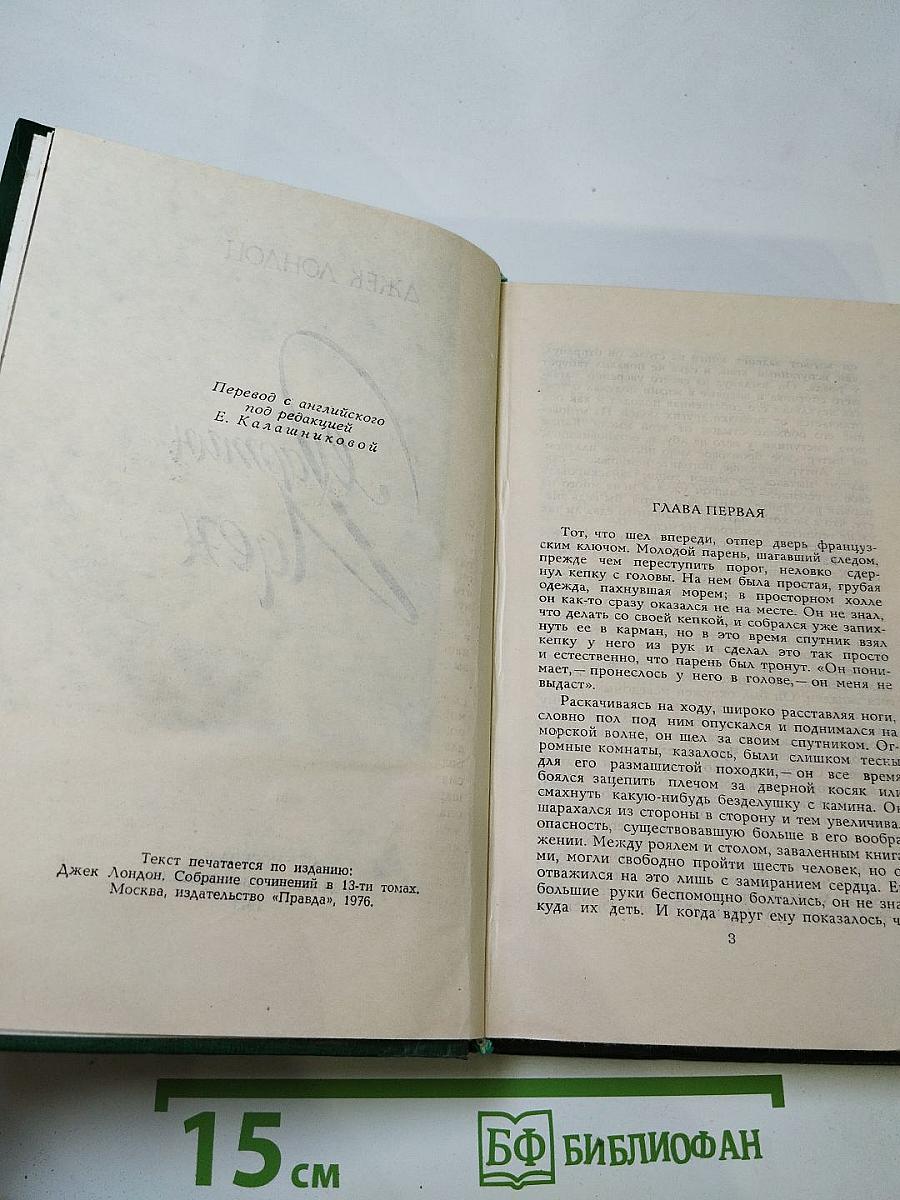 Перевод с английского
под редакцией
Е. Калашниковой
Текст печатается по изданию:
Джек Лондон. Собрание сочинений в 13-ти томах.
Москва, издательство «Правда», 1976.
ГЛАВА ПЕРВАЯ
Тот, что шел впереди, отпер дверь француз-
ским ключом. Молодой парень, шагавший следом,
прежде чем переступить порог, неловко сдер-
нул кепку с головы. На нем была простая, грубая
одежда, пахнувшая морем; в просторном холле
он как-то сразу оказался не на месте. Он не знал,
что делать со своей кепкой, и собрался уже запих-
нуть ее в карман, но в это время спутник взял
кепку у него из рук и сделал это так просто
и естественно, что парень был тронут. «Он пони-
мает,— пронеслось у него в голове,— он меня не
выдаст».
Раскачиваясь на ходу, широко расставляя ноги,
словно пол под ним опускался и поднимался на
морской волне, он шел за своим спутником. Ог-
ромные комнаты, казалось, были слишком тесны
для его размашистой походки,— он все время
боялся зацепить плечом за дверной косяк или
смахнуть какую-нибудь безделушку с камина. Он
шарахался из стороны в сторону и тем увеличивал
опасность, существовавшую больше в его вообра
жении. Между роялем и столом, заваленным книга
ми, могли свободно пройти шесть человек, но о
отважился на это лишь с замиранием сердца. Е
большие руки беспомощно болтались, он не зна
куда их деть. И когда вдруг ему показалось, ч
3
ДЖЕК ЛОНДОН
Мартин
Иден
15 см
БФ БИБЛИОФАН